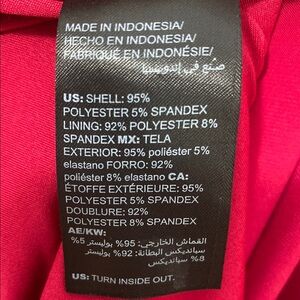 MADE IN INDONESIA/
HECHO EN INDONESIA/
FABRIQUÉ EN INDONÉSIE/
صنع في إندونيسيا
US: SHELL: 95%
POLYESTER 5% SPANDEX
LINING: 92% POLYESTER 8%
SPANDEX MX: TELA
EXTERIOR: 95% poliéster 5%
elastano FORRO: 92%
poliéster 8% elastano CA:
ÉTOFFE EXTÉRIEURE: 95%
POLYESTER 5% SPANDEX
DOUBLURE: 92%
POLYESTER 8% SPANDEX
AE/KW:
القماش الخارجي: 95% بوليستر 5%
سبانديكس البطانة: 92% بوليستر
8% سبانديكس
US: TURN INSIDE OUT.